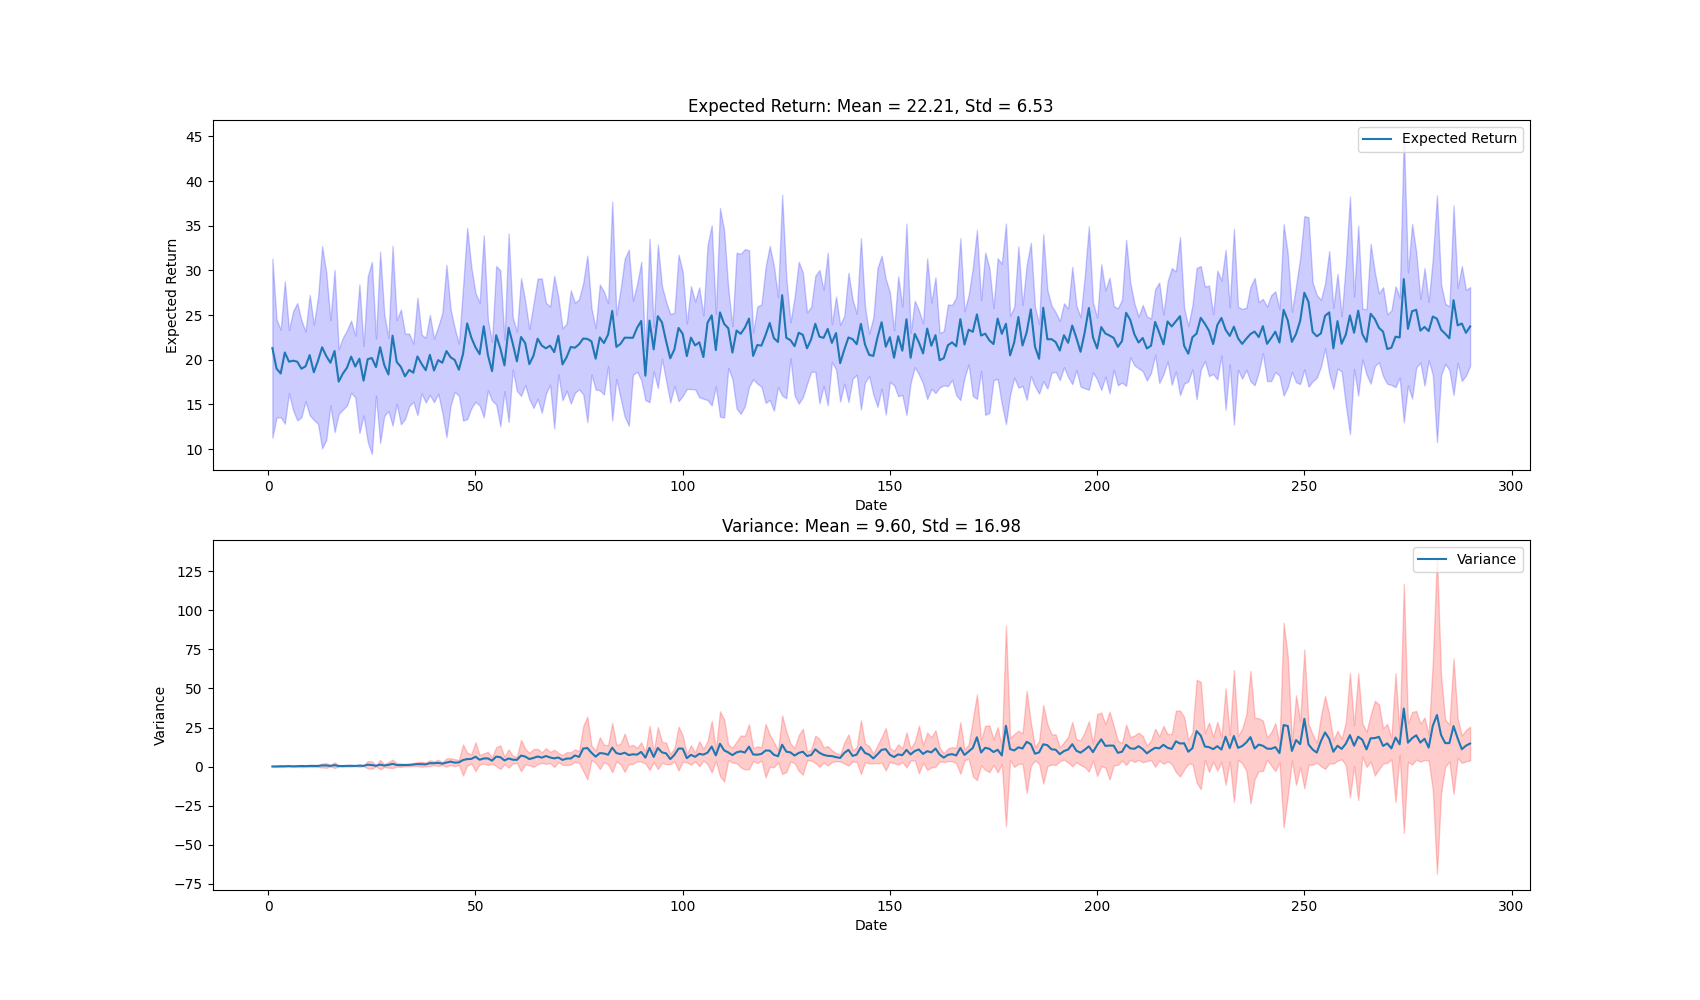 Expected Return: Mean = 22.21, Std = 6.53
Expected Return
45
40
35
30
25
20
15
10
Expected Return
0 50 100 150 200 250 300
Date
Variance: Mean = 9.60, Std = 16.98
Variance
125
100
75
50
25
0
−25
−50
−75
Variance
0 50 100 150 200 250 300
Date